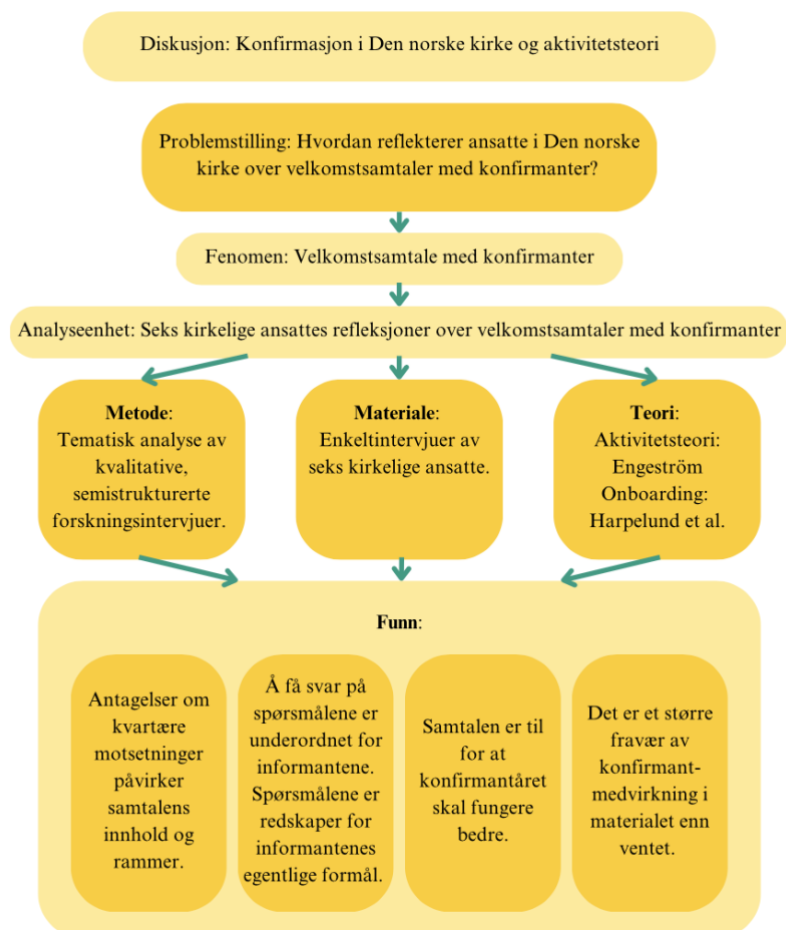 Diskusjon: Konfirmasjon i Den norske kirke og aktivitetsteori
Problemstilling: Hvordan reflekterer ansatte i Den norske
kirke over velkomstsamtaler med konfirmanter?
Fenomen: Velkomstsamtale med konfirmanter
Analyseenhet: Seks kirkelige ansattes refleksjoner over velkomstsamtaler med konfirmanter
Metode:
Tematisk analyse av
kvalitative,
semistrukturerte
forskningsintervjuer.
Materiale:
Enkeltintervjuer av
seks kirkelige ansatte.
Teori:
Aktivitetsteori:
Engeström
Onboarding:
Harpelund et al.
Funn:
Antagelser om
kvartære
motsetninger
påvirker
samtalens
innhold og
rammer.
Å få svar på
spørsmålene er
underordnet for
informantene.
Spørsmålene er
redskaper for
informantenes
egentlige formål.
Samtalen er til
for at
konfirmantåret
skal fungere
bedre.
Det er et større
fravær av
konfirmant-
medvirkning i
materialet enn
ventet.